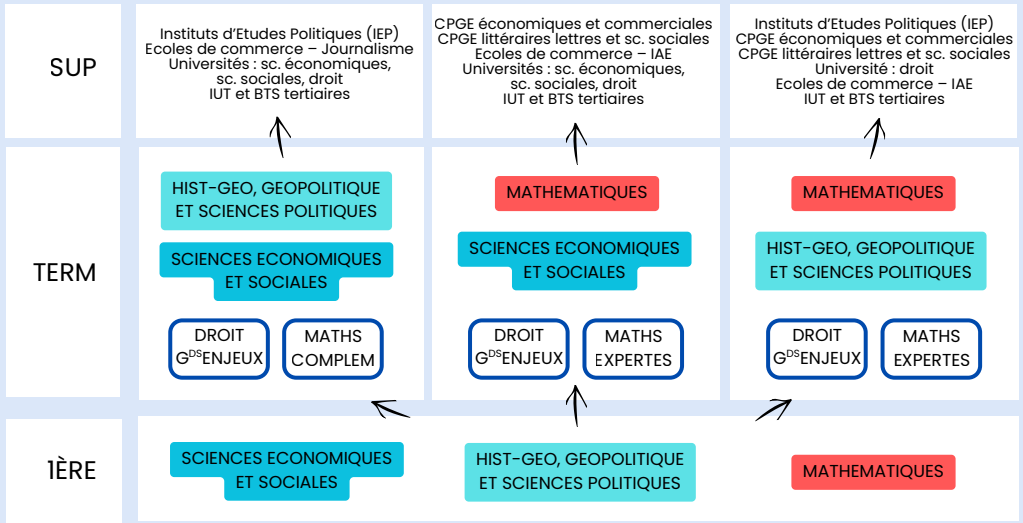 SUP
Instituts d’Etudes Politiques (IEP)
Ecoles de commerce – Journalisme
Universités : sc. économiques,
sc. sociales, droit
IUT et BTS tertiaires
CPGE économiques et commerciales
CPGE littéraires lettres et sc. sociales
Ecoles de commerce – IAE
Universités : sc. économiques,
sc. sociales, droit
IUT et BTS tertiaires
Instituts d’Etudes Politiques (IEP)
CPGE économiques et commerciales
CPGE littéraires lettres et sc. sociales
Université : droit
Ecoles de commerce – IAE
IUT et BTS tertiaires
TERM
HIST-GEO, GEOPOLITIQUE
ET SCIENCES POLITIQUES
SCIENCES ECONOMIQUES
ET SOCIALES
DROIT
GDSENJEUX
MATHS
COMPLEM
MATHEMATIQUES
SCIENCES ECONOMIQUES
ET SOCIALES
DROIT
GDSENJEUX
MATHS
EXPERTES
MATHEMATIQUES
HIST-GEO, GEOPOLITIQUE
ET SCIENCES POLITIQUES
DROIT
GDSENJEUX
MATHS
EXPERTES
1ÈRE
SCIENCES ECONOMIQUES
ET SOCIALES
HIST-GEO, GEOPOLITIQUE
ET SCIENCES POLITIQUES
MATHEMATIQUES